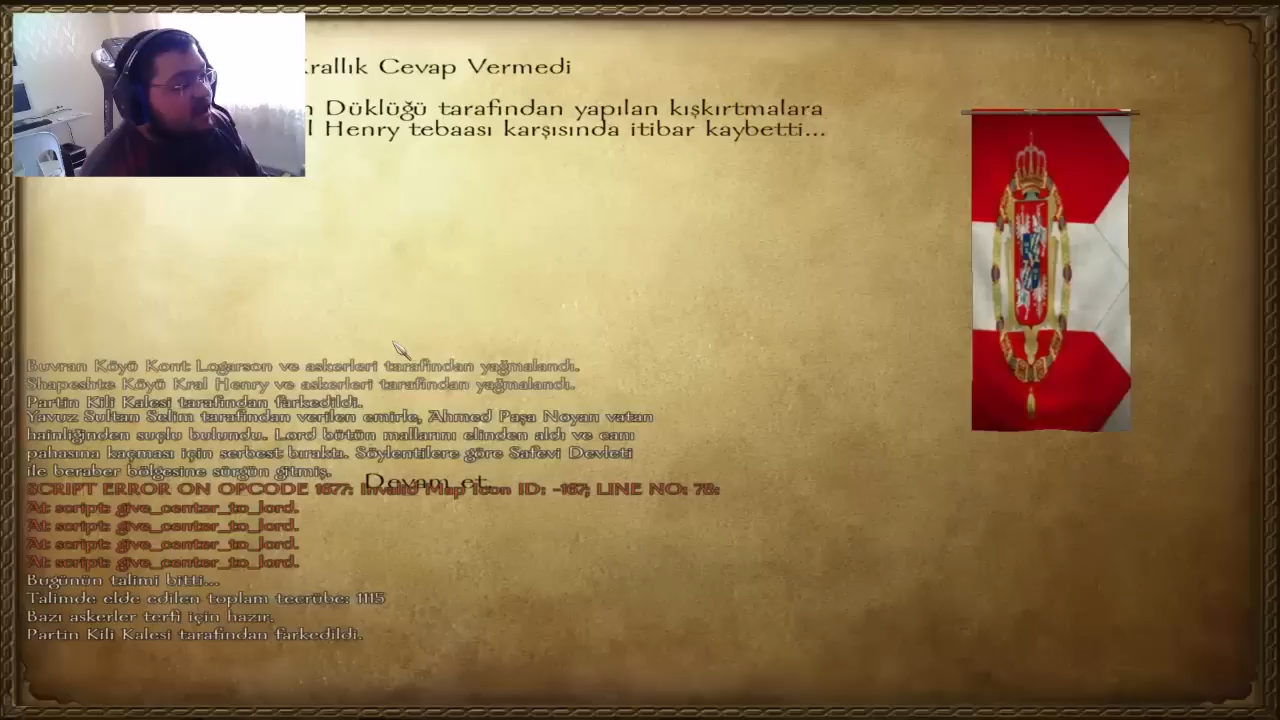 Krallık Cevap Vermedi
Düklüğü tarafından yapılan kışkırtmalara
Henry tebaası karşısında itibar kaybetti...
Buvran Köyü Kont Logarson ve askerleri tarafından yağmalandı.
Shapeshte Köyü Kral Henry ve askerleri tarafından yağmalandı.
Partin Kili Kalesi tarafından farkedildi.
Yavuz Sultan Selim tarafından verilen emirle, Ahmed Paşa Noyan vatan
hainliğinden suçlu bulundu. Lord bütün mallarını elinden aldı ve canı
pahasına kaçması için serbest bıraktı. Söylentilere göre Safevi Devleti
ile beraber bölgesine sürgün gitmiş.
Devam et.
SCRIPT ERROR ON OPCODE 1677: Invalid Map Icon ID: -167; LINE NO: 78:
At script: give_center_to_lord.
At script: give_center_to_lord.
At script: give_center_to_lord.
At script: give_center_to_lord.
Bugünün talimi bitti...
Talimde elde edilen toplam tecrübe: 1115
Bazı askerler terfi için hazır.
Partin Kili Kalesi tarafından farkedildi.